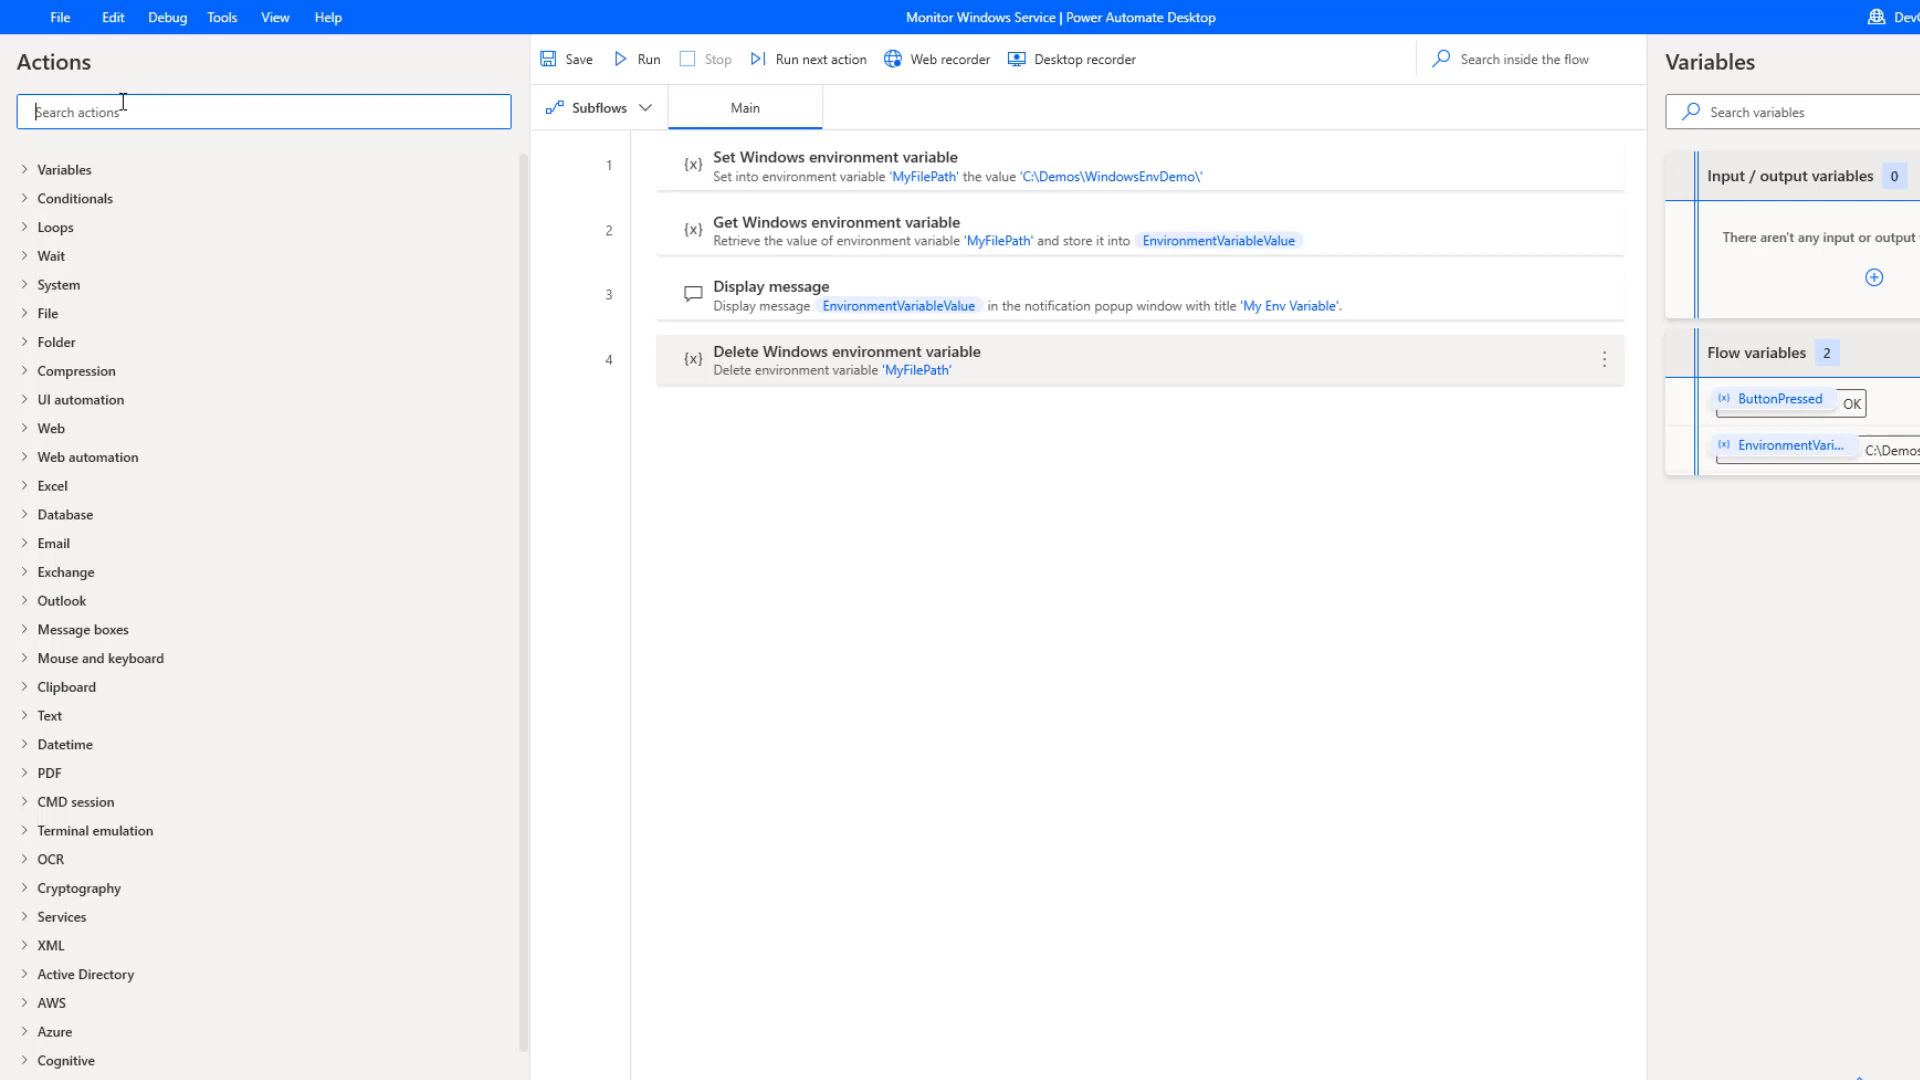 File Edit Debug Tools View Help
Monitor Windows Service | Power Automate Desktop
Actions
Search actions
Variables
Conditionals
Loops
Wait
System
File
Folder
Compression
UI automation
Web
Web automation
Excel
Database
Email
Exchange
Outlook
Message boxes
Mouse and keyboard
Clipboard
Text
Datetime
PDF
CMD session
Terminal emulation
OCR
Cryptography
Services
XML
Active Directory
AWS
Azure
Cognitive
Save Run Stop Run next action Web recorder Desktop recorder Search inside the flow
Subflows Main
1 {x} Set Windows environment variable
Set into environment variable 'MyFilePath' the value 'C:\Demos\WindowsEnvDemo\'
2 {x} Get Windows environment variable
Retrieve the value of environment variable 'MyFilePath' and store it into EnvironmentVariableValue
3 Display message
Display message EnvironmentVariableValue in the notification popup window with title 'My Env Variable'.
4 {x} Delete Windows environment variable
Delete environment variable 'MyFilePath'
Variables
Search variables
Input / output variables 0
There aren't any input or output
Flow variables 2
(x) ButtonPressed OK
(x) EnvironmentVari... C:\Demos